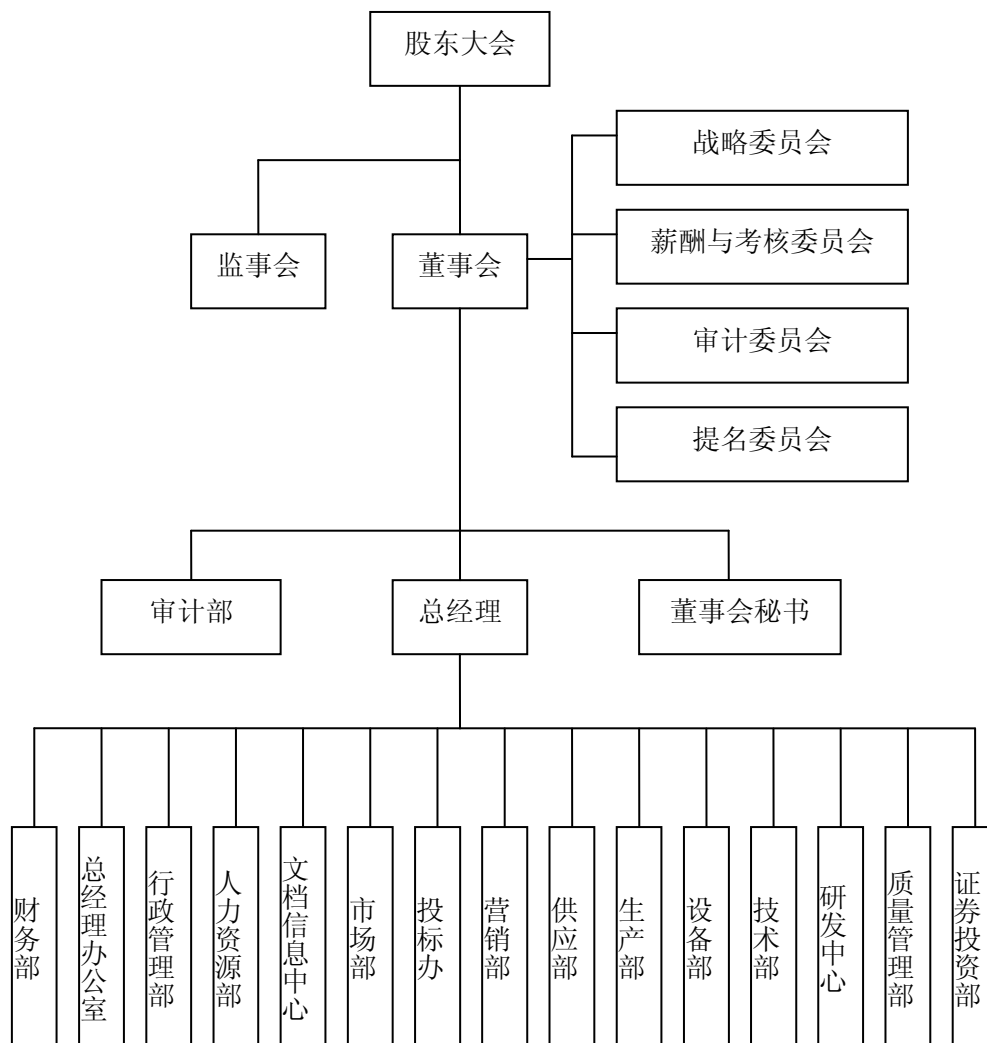 股东大会
战略委员会
薪酬与考核委员会
监事会
董事会
审计委员会
提名委员会
审计部
总经理
董事会秘书
财务部
总经理办公室
行政管理部
人力资源部
文档信息中心
市场部
投标办
营销部
供应部
生产部
设备部
技术部
研发中心
质量管理部
证券投资部